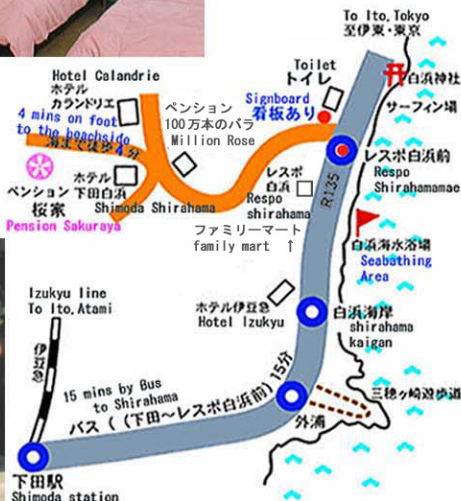 To Ito,Tokyo
至伊東・東京
白浜神社
サーフィン場
Toilet
トイレ
Signboard
看板あり
Hotel Calandrie
ホテル
カランドリエ
4 mins on foot
to the beachside
海まで徒歩4分
ペンション
100万本のバラ
Million Rose
レスポ白浜前
Respo
Shirahamamae
レスポ
白浜
Respo
shirahama
R135
ホテル
下田白浜
Shimoda Shirahama
ペンション
桜家
Pension Sakuraya
ファミリーマート
family mart ↑
白浜海水浴場
Seabathing
Area
Izukyu line
To Ito,Atami
伊豆急
ホテル伊豆急
Hotel Izukyu
白浜海岸
shirahama
kaigan
15 mins by Bus
to Shirahama
バス((下田〜レスポ白浜前)15分
三穂ヶ崎遊歩道
外浦
下田駅
Shimoda station